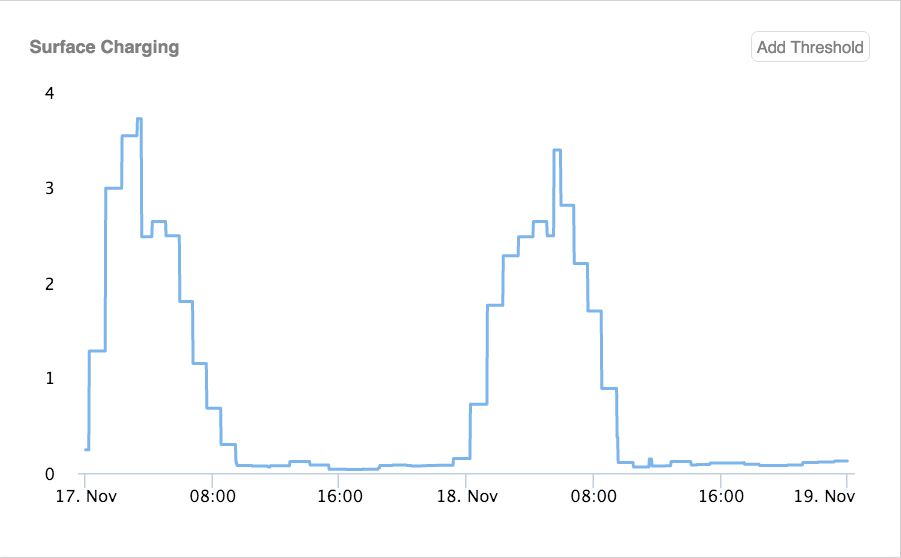 Surface Charging
Add Threshold
4
3
2
1
0
17. Nov
08:00
16:00
18. Nov
08:00
16:00
19. Nov